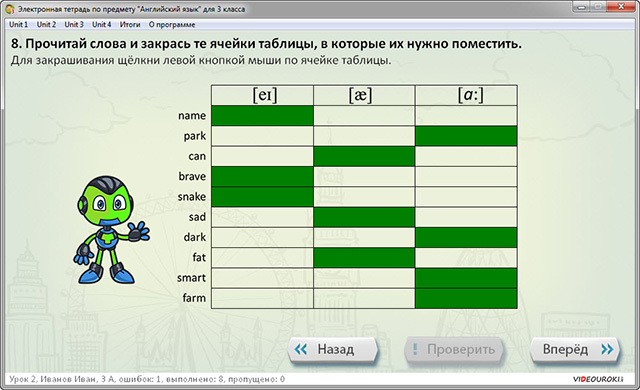 Электронная тетрадь по предмету "Английский язык" для 3 класса
Unit 1 Unit 2 Unit 3 Unit 4 Итоги О программе
8. Прочитай слова и закрась те ячейки таблицы, в которые их нужно поместить.
Для закрашивания щёлкни левой кнопкой мыши по ячейке таблицы.
[eɪ] [æ] [ɑ:]
name
park
can
brave
snake
sad
dark
fat
smart
farm
Назад ! Проверить Вперёд
Урок 2, Иванов Иван, 3 А, ошибок: 1, выполнено: 8, пропущено: 0 VIDEOUROKI